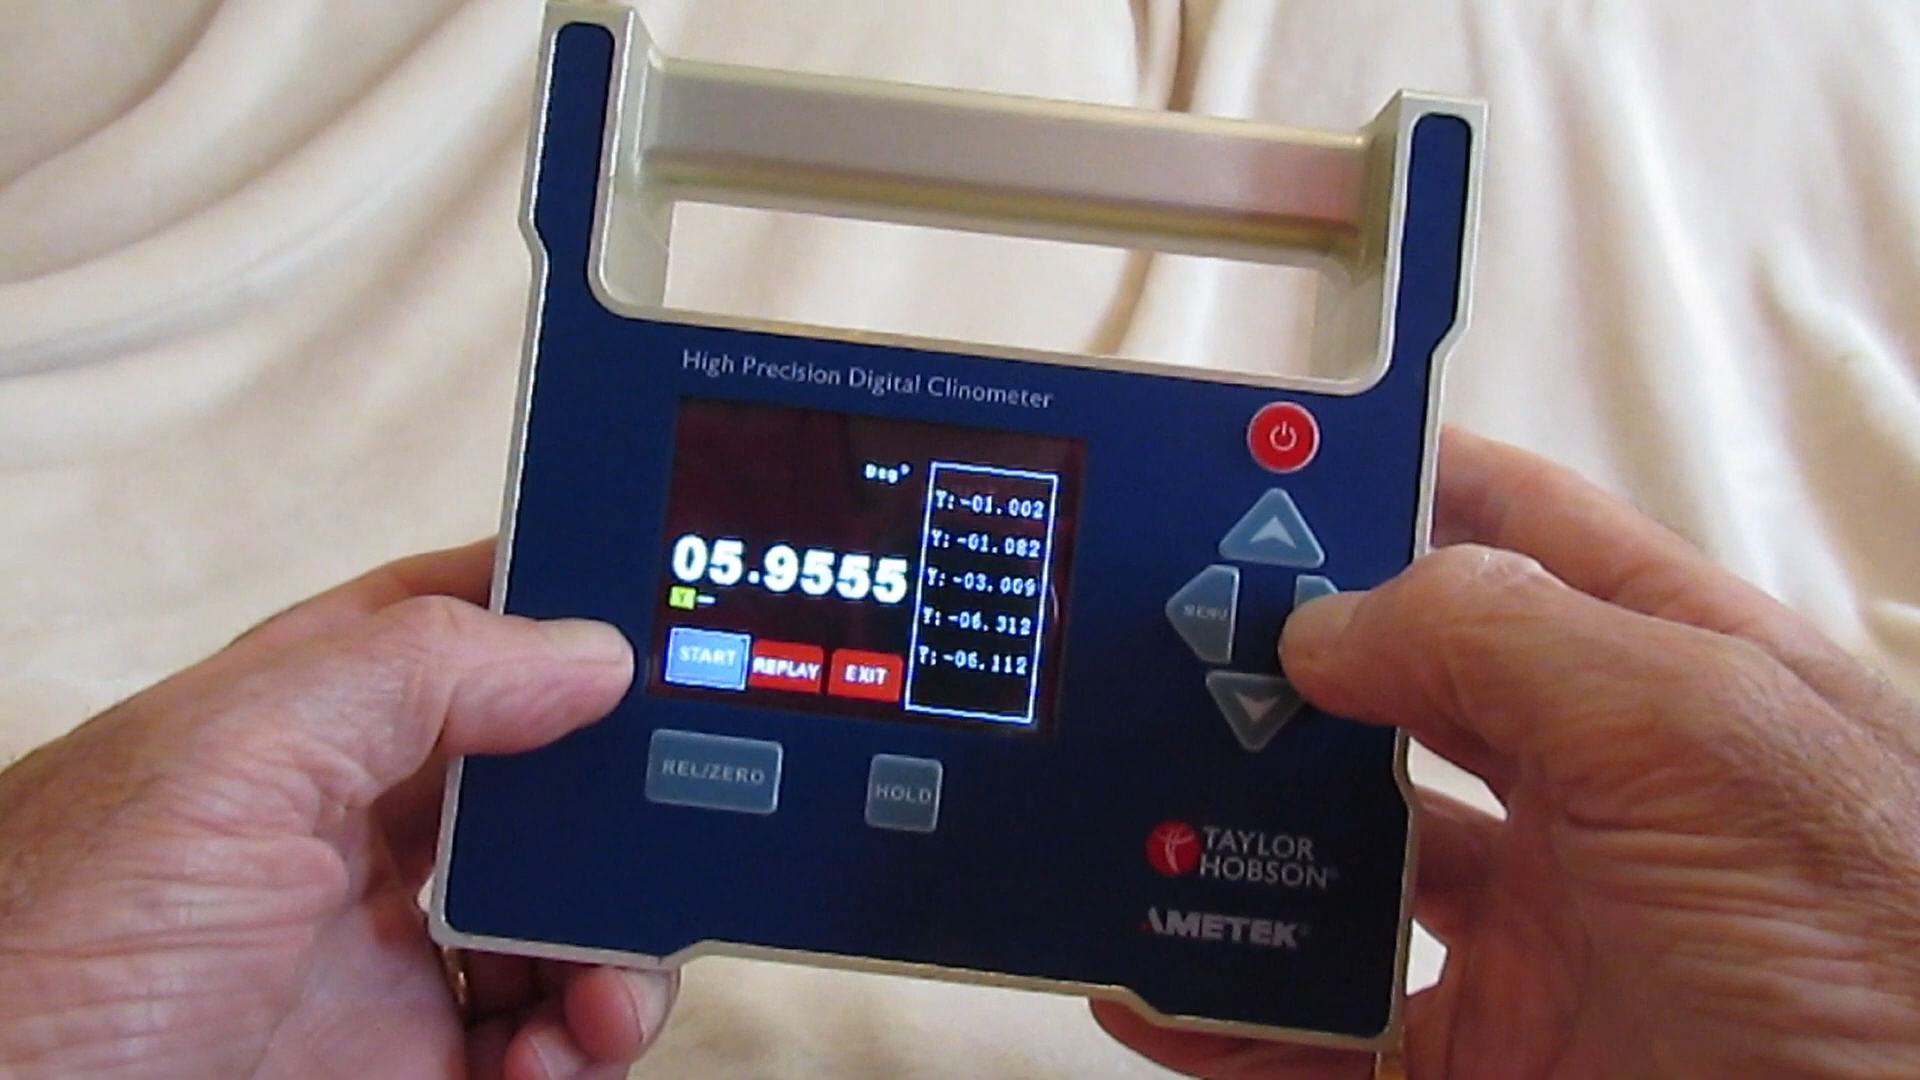 High Precision Digital Clinometer
Deg°
05.9555
Y -
Y:-01.002
Y:-01.082
Y:-03.009
Y:-06.312
Y:-06.112
START
REPLAY
EXIT
MENU
REL/ZERO
HOLD
TAYLOR
HOBSON®
AMETEK®